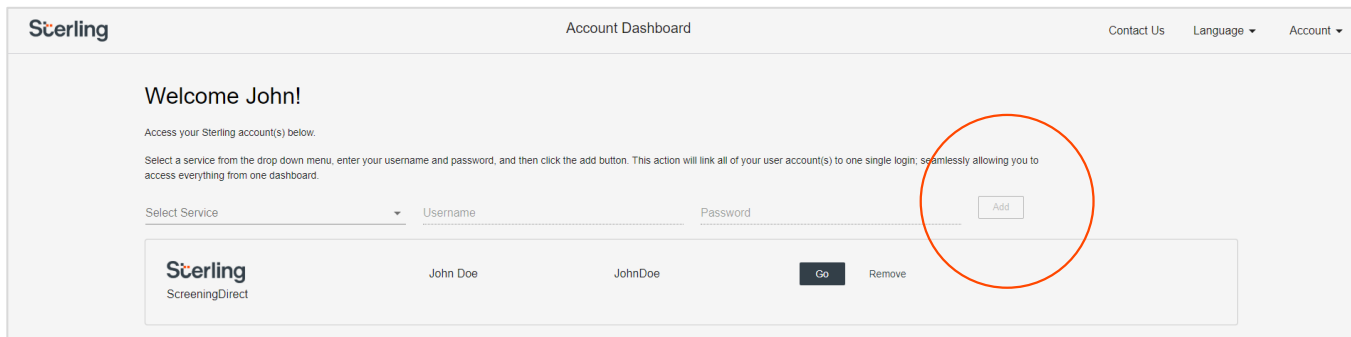 Sterling
Account Dashboard
Contact Us
Language
Account
Welcome John!
Access your Sterling account(s) below.
Select a service from the drop down menu, enter your username and password, and then click the add button. This action will link all of your user account(s) to one single login; seamlessly allowing you to
access everything from one dashboard.
Select Service
Username
Password
Add
Sterling
ScreeningDirect
John Doe
JohnDoe
Go
Remove